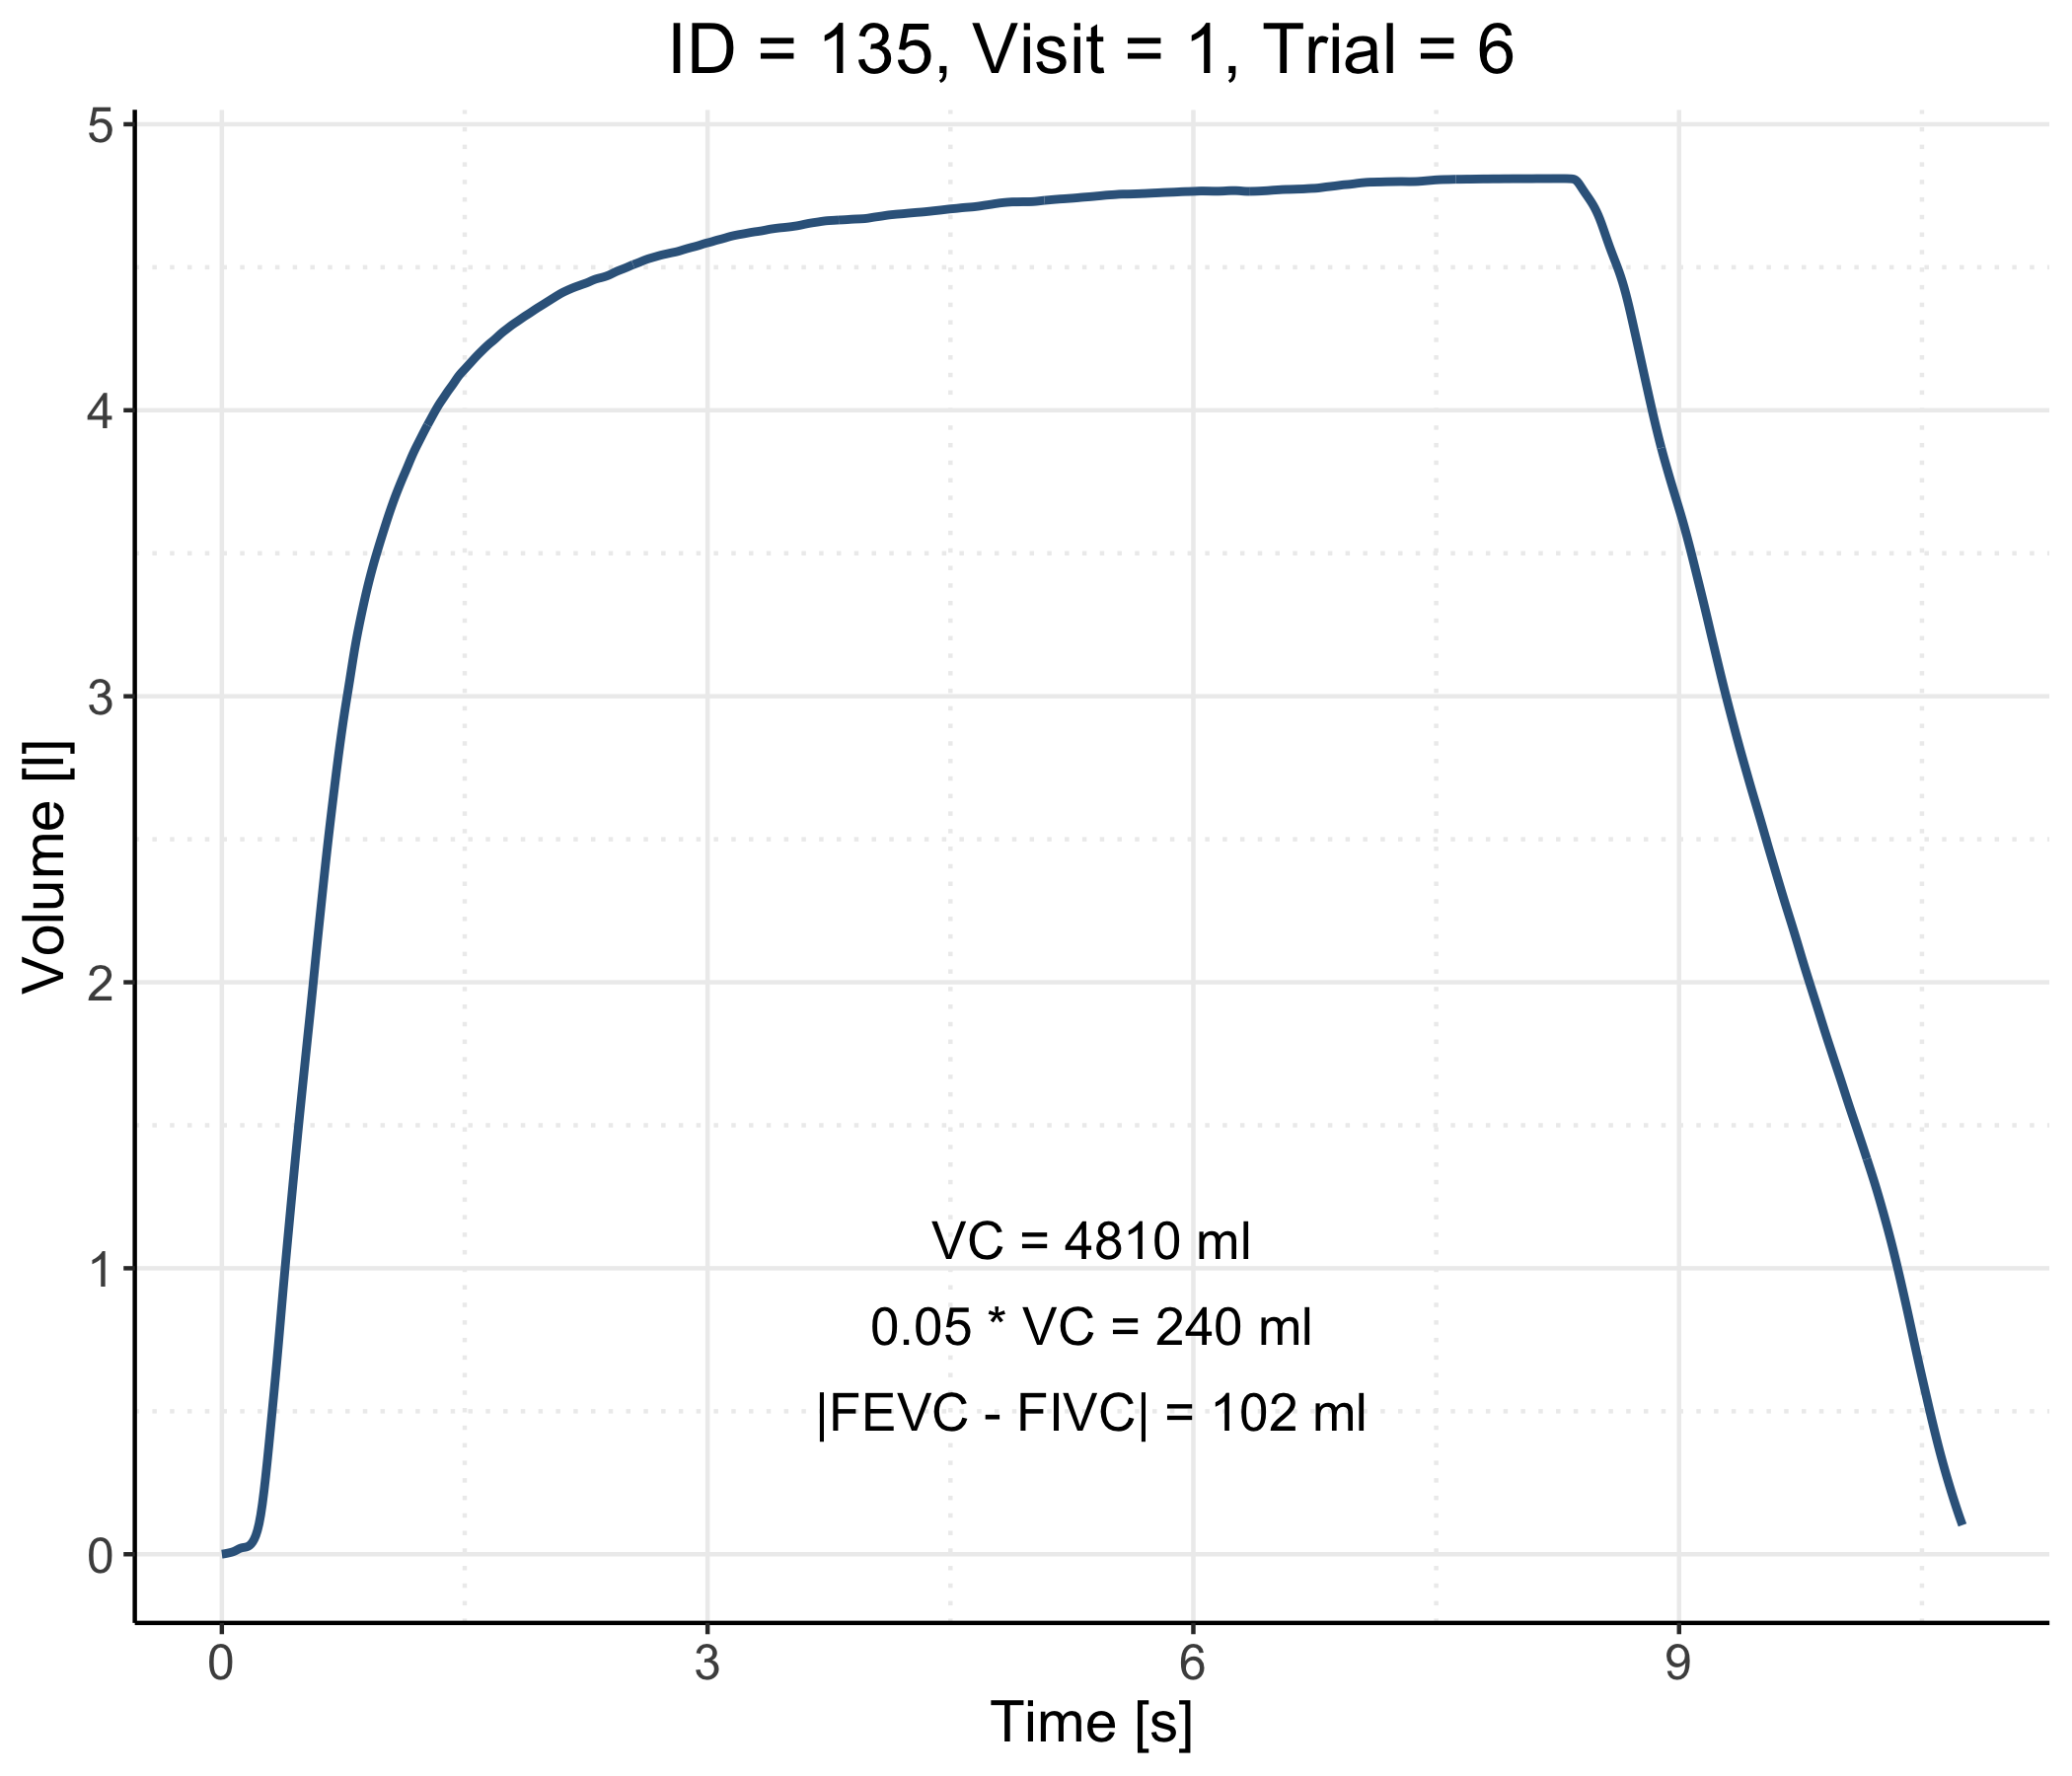 ID = 135, Visit = 1, Trial = 6
5
4
3
2
1
0
Volume [l]
VC = 4810 ml
0.05 * VC = 240 ml
|FEVC - FIVC| = 102 ml
0 3 6 9
Time [s]